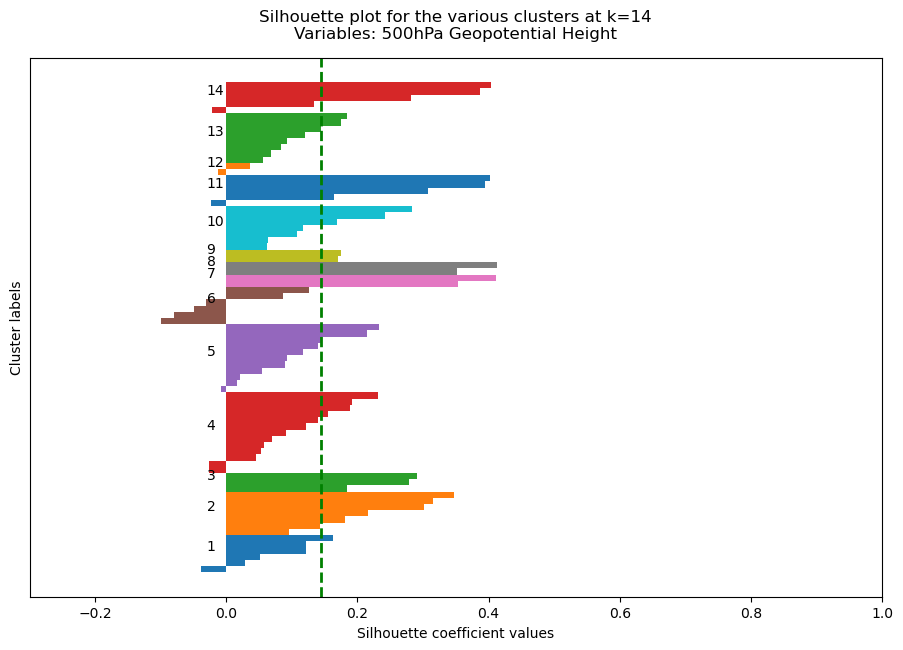 Silhouette plot for the various clusters at k=14
Variables: 500hPa Geopotential Height
Cluster labels
14
13
12
11
10
9
8
7
6
5
4
3
2
1
−0.2 0.0 0.2 0.4 0.6 0.8 1.0
Silhouette coefficient values